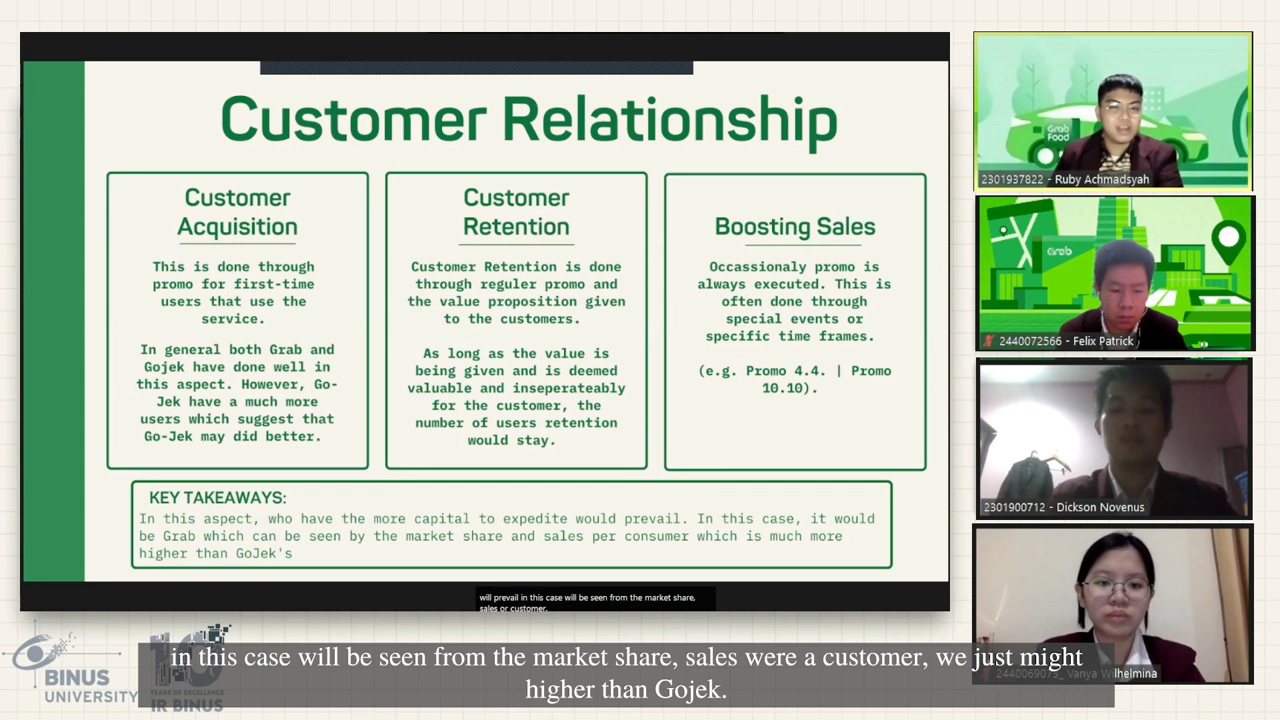 Customer Relationship
Customer
Acquisition
This is done through
promo for first-time
users that use the
service.
In general both Grab and
Gojek have done well in
this aspect. However, Go-
Jek have a much more
users which suggest that
Go-Jek may did better.
Customer
Retention
Customer Retention is done
through reguler promo and
the value proposition given
to the customers.
As long as the value is
being given and is deemed
valuable and inseperateably
for the customer, the
number of users retention
would stay.
Boosting Sales
Occassionaly promo is
always executed. This is
often done through
special events or
specific time frames.
(e.g. Promo 4.4. | Promo
10.10).
KEY TAKEAWAYS:
In this aspect, who have the more capital to expedite would prevail. In this case, it would
be Grab which can be seen by the market share and sales per consumer which is much more
higher than GoJek's
will prevail in this case will be seen from the market share,
sales or customer.
Grab
Food
2301937822 - Ruby Achmadsyah
Grab
2440072566 - Felix Patrick
2301900712 - Dickson Novenus
Vanya Wilhelmina
BINUS
UNIVERSITY
YEARS OF EXCELLENCE
IR BINUS
in this case will be seen from the market share, sales were a customer, we just might
higher than Gojek.